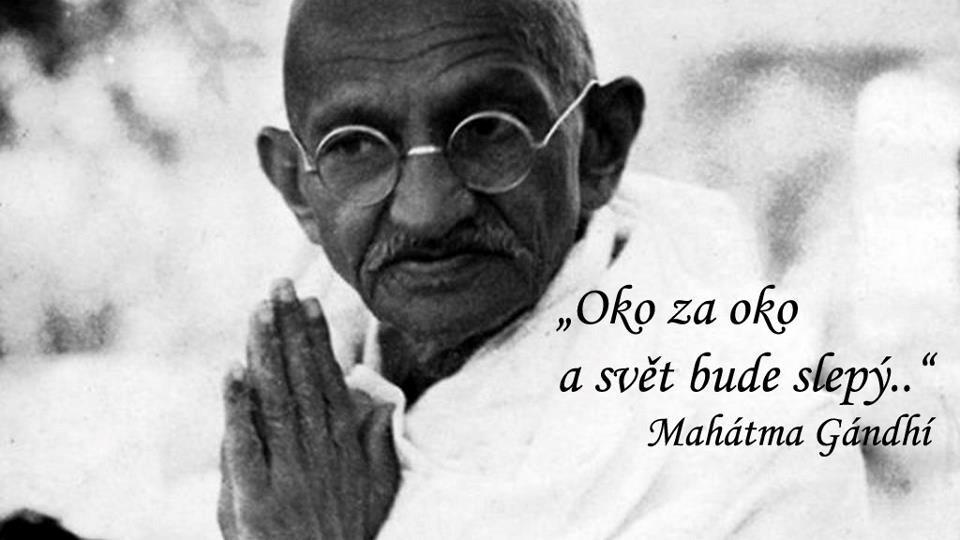 „Oko za oko
a svět bude slepý..“
Mahátma Gándhí